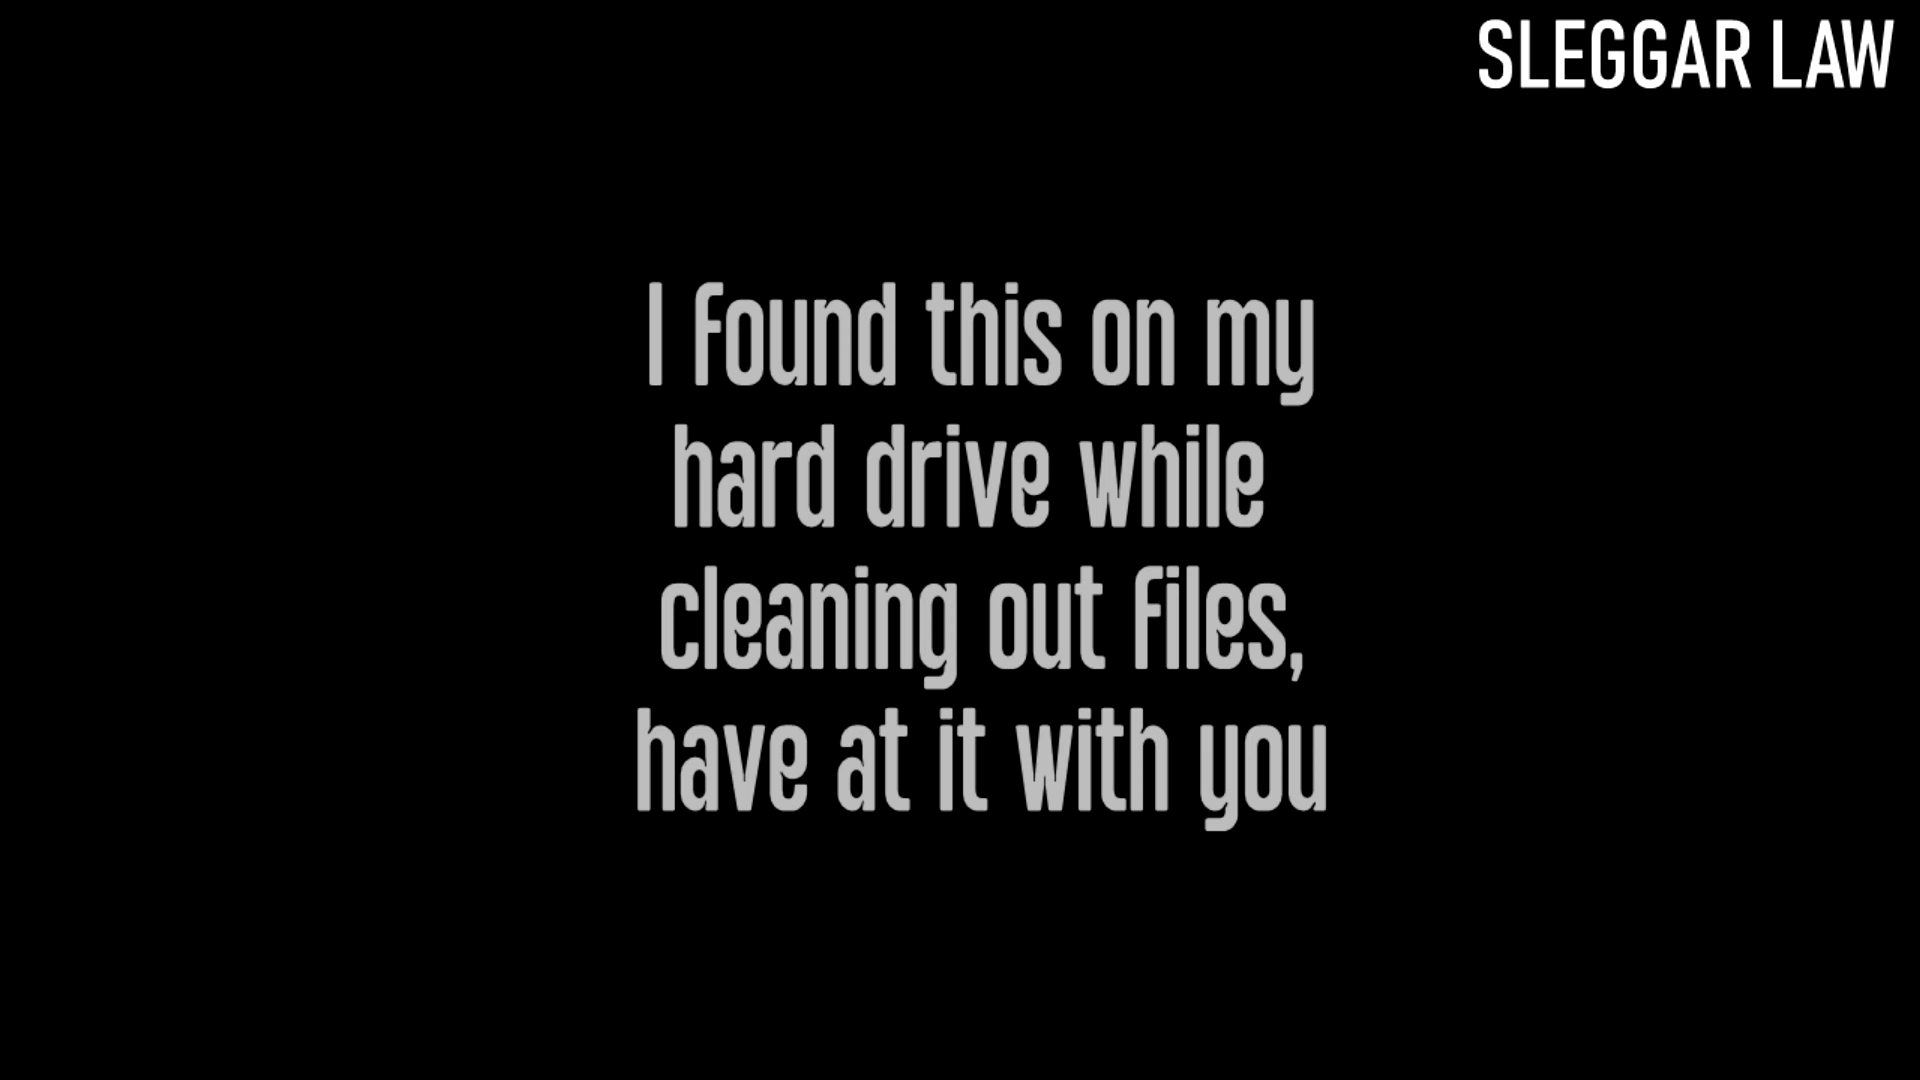 SLEGGAR LAW
I found this on my
hard drive while
cleaning out files,
have at it with you